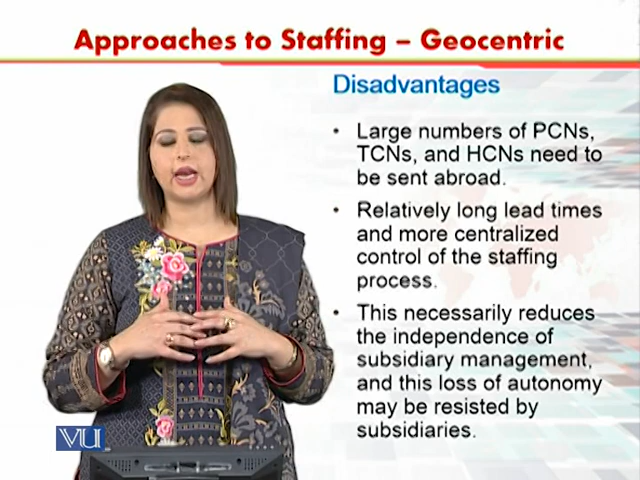 Approaches to Staffing – Geocentric
Disadvantages
• Large numbers of PCNs,
TCNs, and HCNs need to
be sent abroad.
• Relatively long lead times
and more centralized
control of the staffing
process.
• This necessarily reduces
the independence of
subsidiary management,
and this loss of autonomy
may be resisted by
subsidiaries.
VU